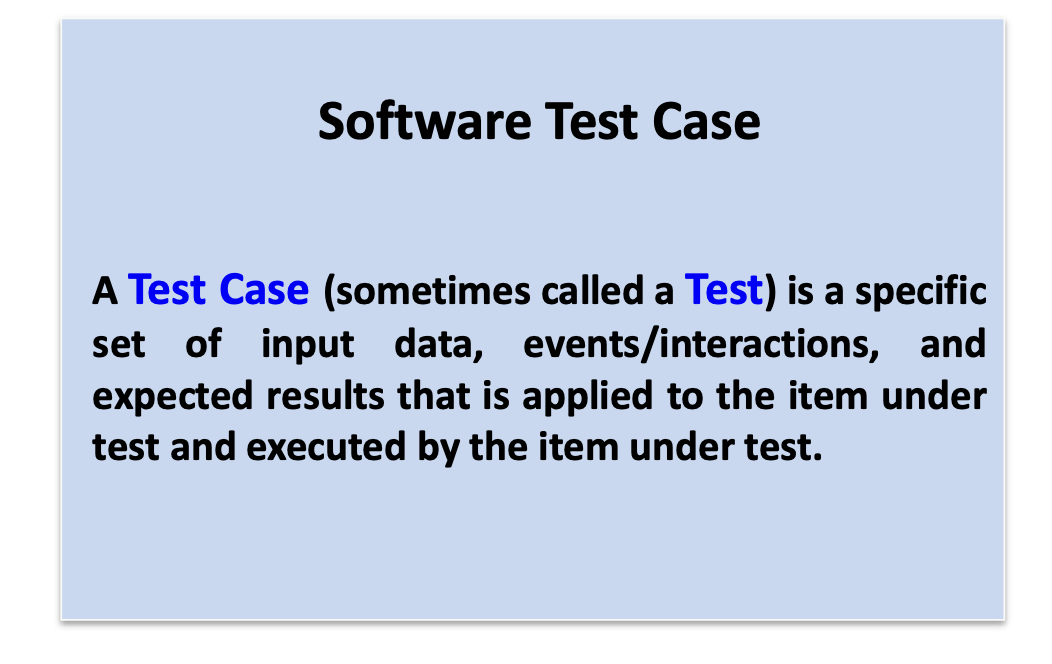 Software Test Case
A Test Case (sometimes called a Test) is a specific
set of input data, events/interactions, and
expected results that is applied to the item under
test and executed by the item under test.